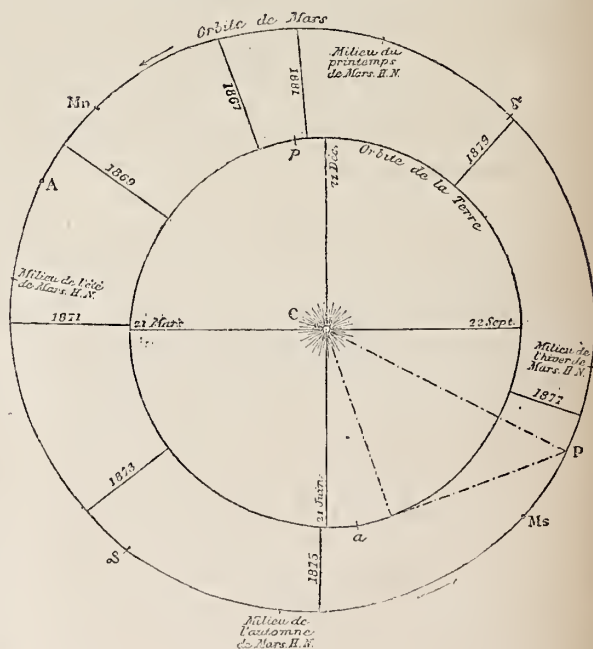 Orbite de Mars
Milieu du
printemps
de Mars. H.N.
1867
1881
1879
Mn
P
21 Déc.
Orbite de la Terre
A
1869
Milieu de l'été
de Mars. H.N.
1871
21 Mars
C
22 Sept.
Milieu de
l'hiver de
Mars. H.N.
1877
P
1873
21 Juin
a
Ms
1875
Milieu de
l'automne
de Mars. H.N.